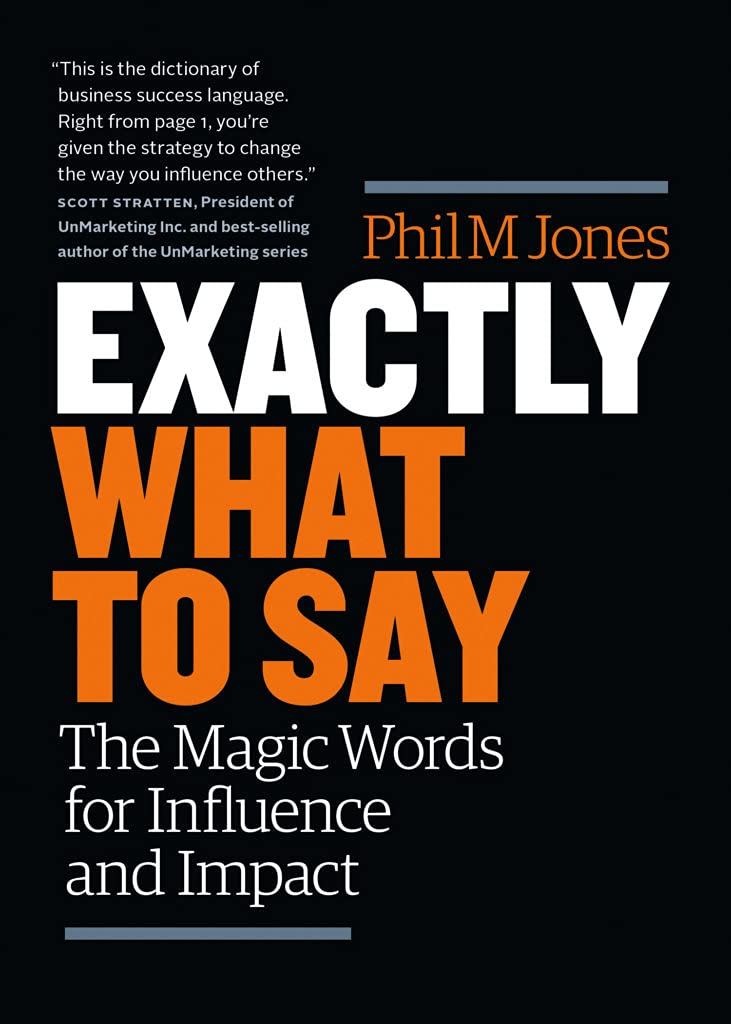 “This is the dictionary of
business success language.
Right from page 1, you’re
given the strategy to change
the way you influence others.”
SCOTT STRATTEN, President of
UnMarketing Inc. and best-selling
author of the UnMarketing series
Phil M Jones
EXACTLY
WHAT
TO SAY
The Magic Words
for Influence
and Impact